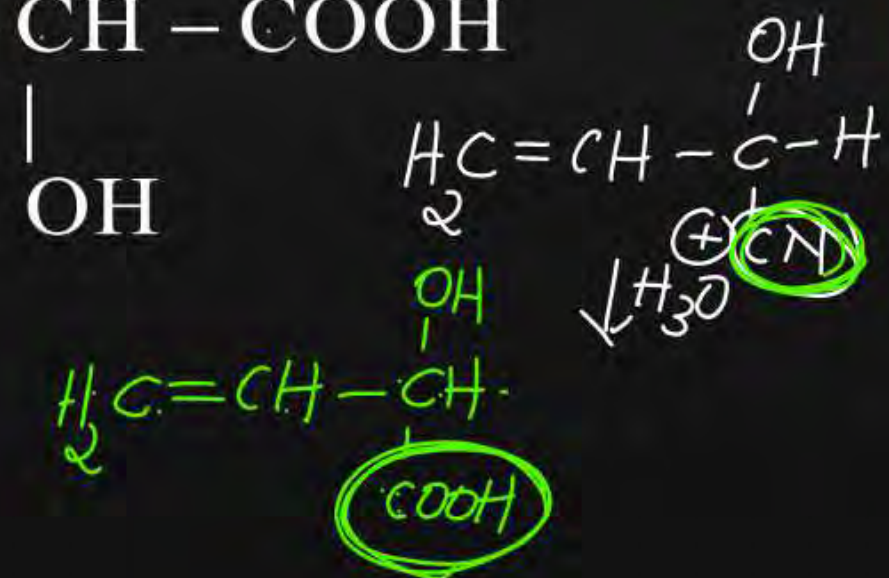 CH – COOH
|
OH
OH
|
H₂C = CH – C – H
|
CN
↓ H₃O⊕
OH
|
H₂C = CH – CH
|
COOH